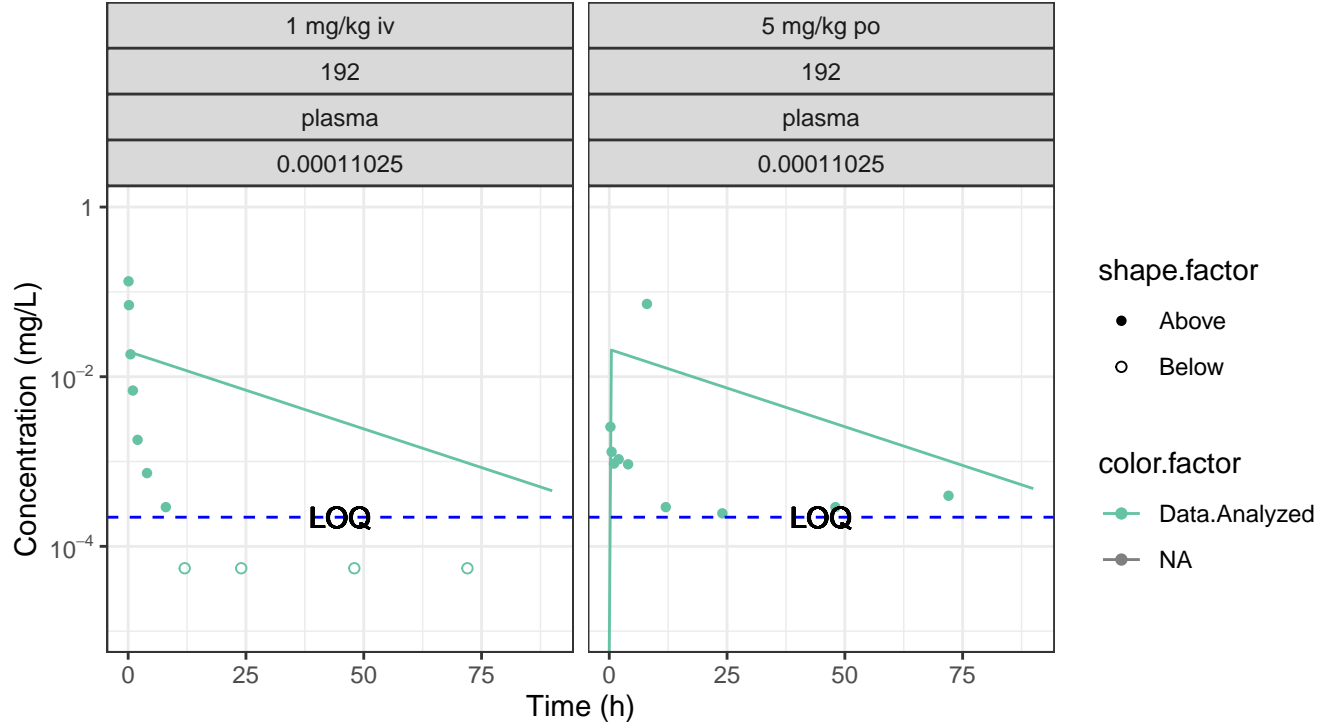 1 mg/kg iv
192
plasma
0.00011025
5 mg/kg po
192
plasma
0.00011025
Concentration (mg/L)
1
10−2
10−4
LOQ
LOQ
0 25 50 75
0 25 50 75
Time (h)
shape.factor
Above
Below
color.factor
Data.Analyzed
NA